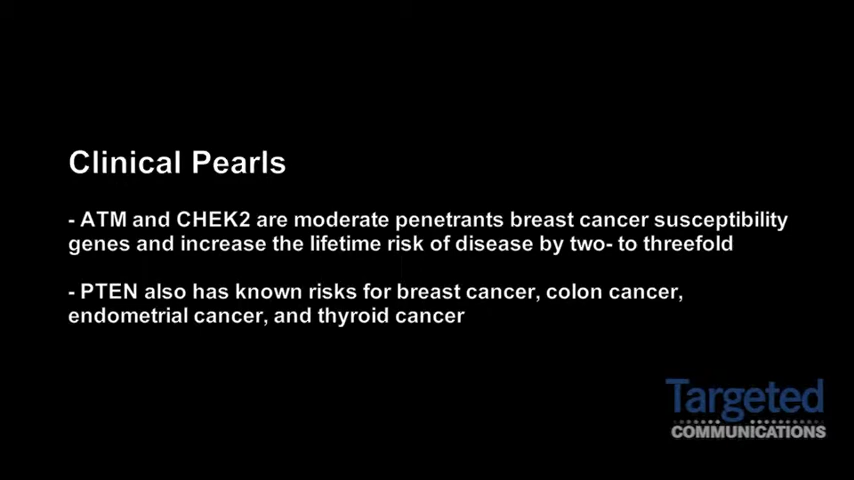 Clinical Pearls
- ATM and CHEK2 are moderate penetrants breast cancer susceptibility
genes and increase the lifetime risk of disease by two- to threefold
- PTEN also has known risks for breast cancer, colon cancer,
endometrial cancer, and thyroid cancer
Targeted
COMMUNICATIONS